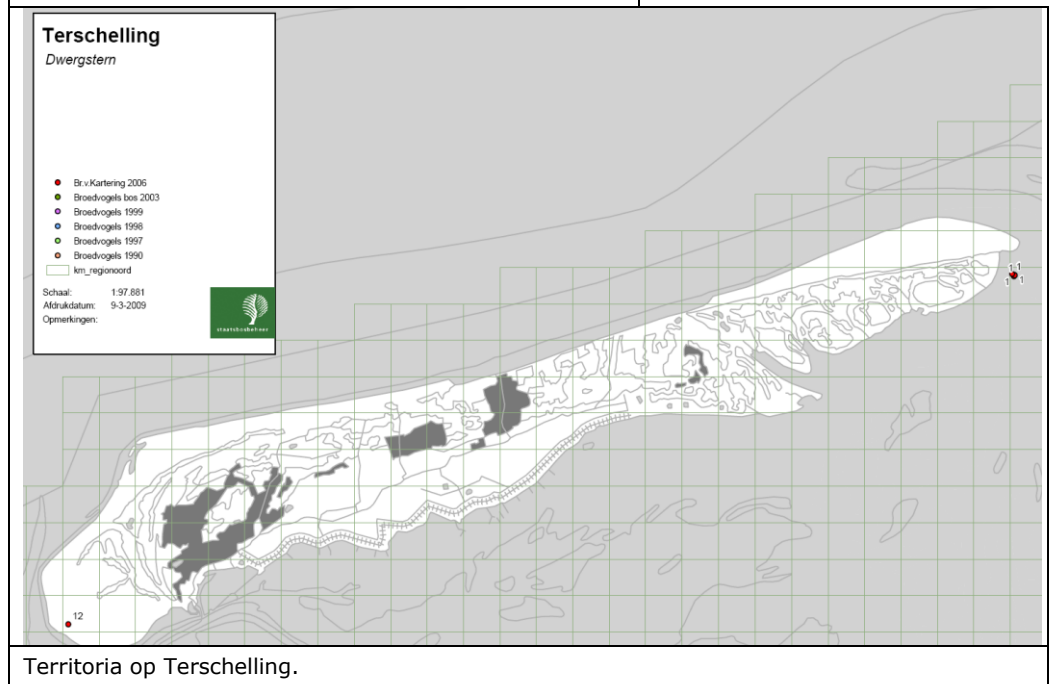 Terschelling
Dwergstern
Br.v.Kartering 2006
Broedvogels bos 2003
Broedvogels 1999
Broedvogels 1998
Broedvogels 1997
Broedvogels 1990
km_regionoord
Schaal: 1:97.881
Afdrukdatum: 9-3-2009
Opmerkingen:
staatsbosbeheer
1 1
1 1
12
Territoria op Terschelling.